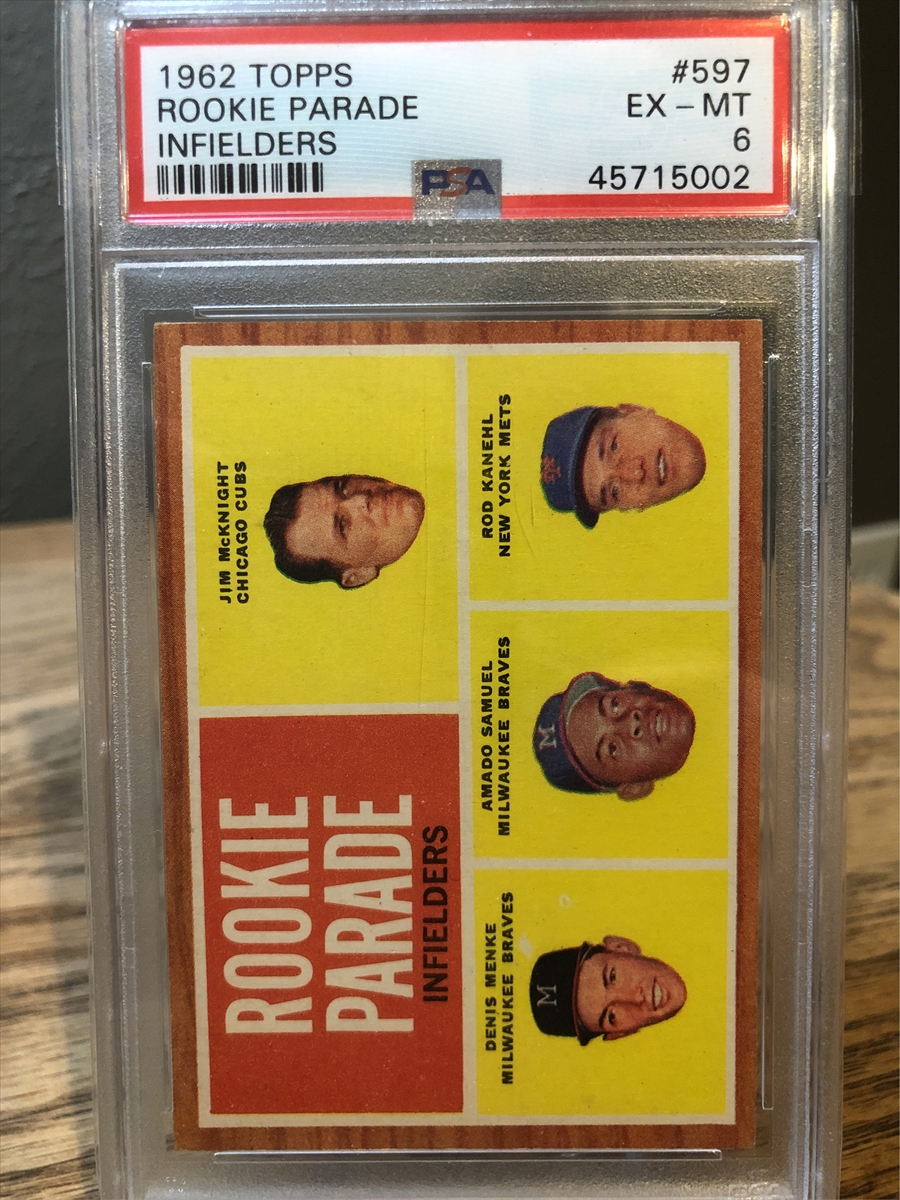 1962 TOPPS #597
ROOKIE PARADE EX - MT
INFIELDERS 6
PSA 45715002
ROOKIE
PARADE
INFIELDERS
JIM McKNIGHT
CHICAGO CUBS
DENIS MENKE
MILWAUKEE BRAVES
M
AMADO SAMUEL
MILWAUKEE BRAVES
M
ROD KANEHL
NEW YORK METS
NY